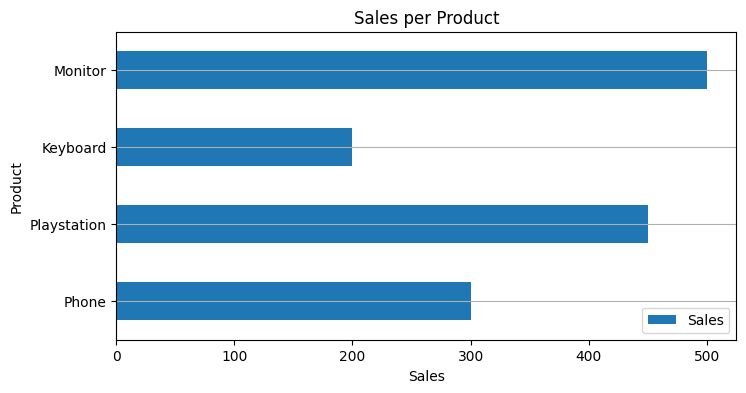 Sales per Product
Product
Monitor
Keyboard
Playstation
Phone
Sales
0 100 200 300 400 500
Sales